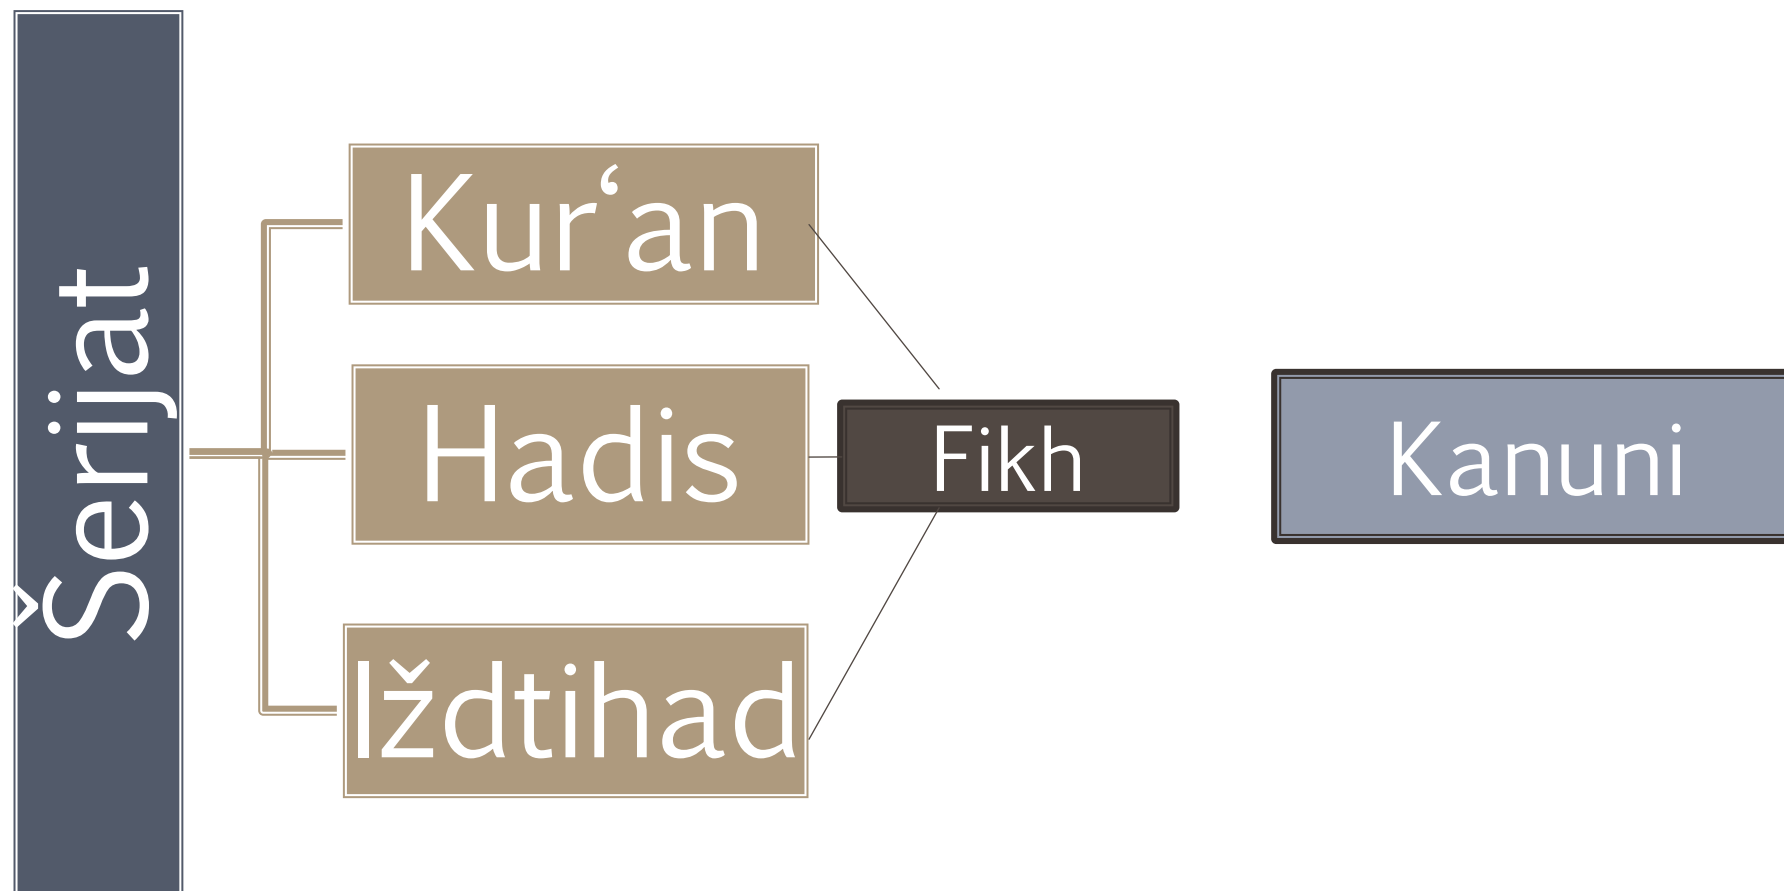 Šerijat
Kur‘an
Hadis
Iždtihad
Fikh
Kanuni